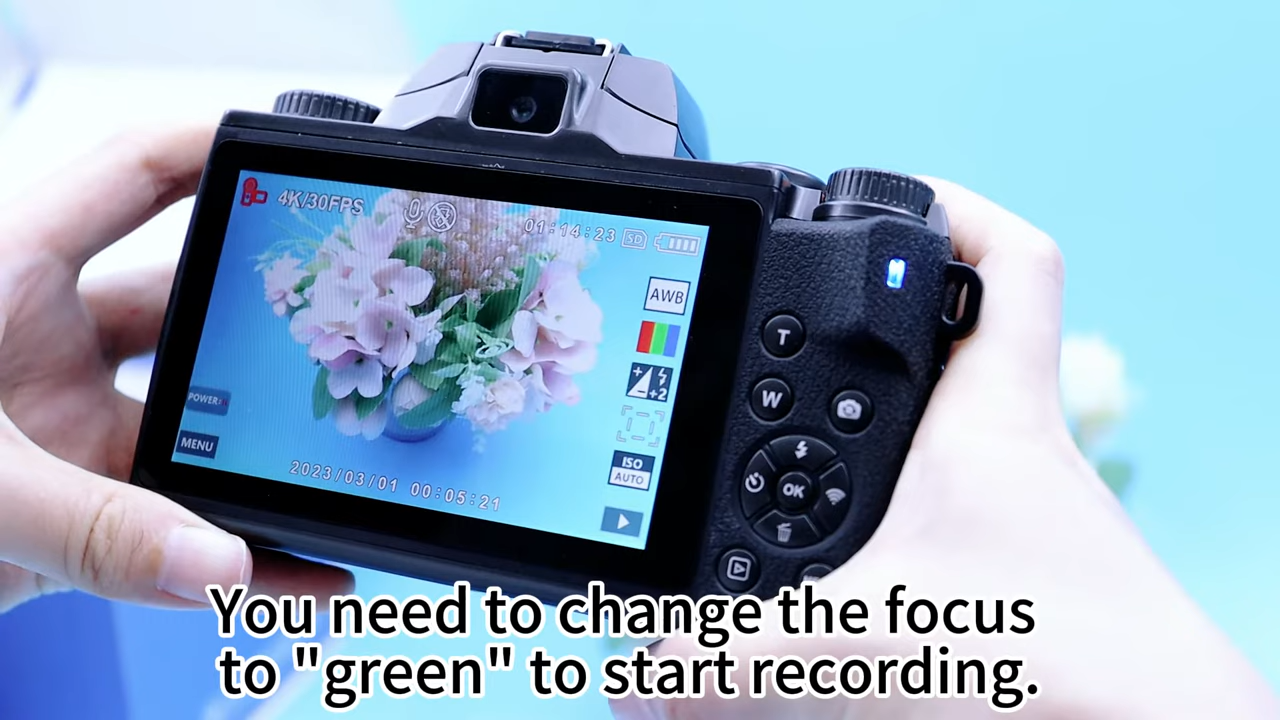 4K/30FPS
01:14:23
SD
AWB
+2
POWER
MENU
ISO
AUTO
2023/03/01 00:05:21
T
W
OK
You need to change the focus
to "green" to start recording.